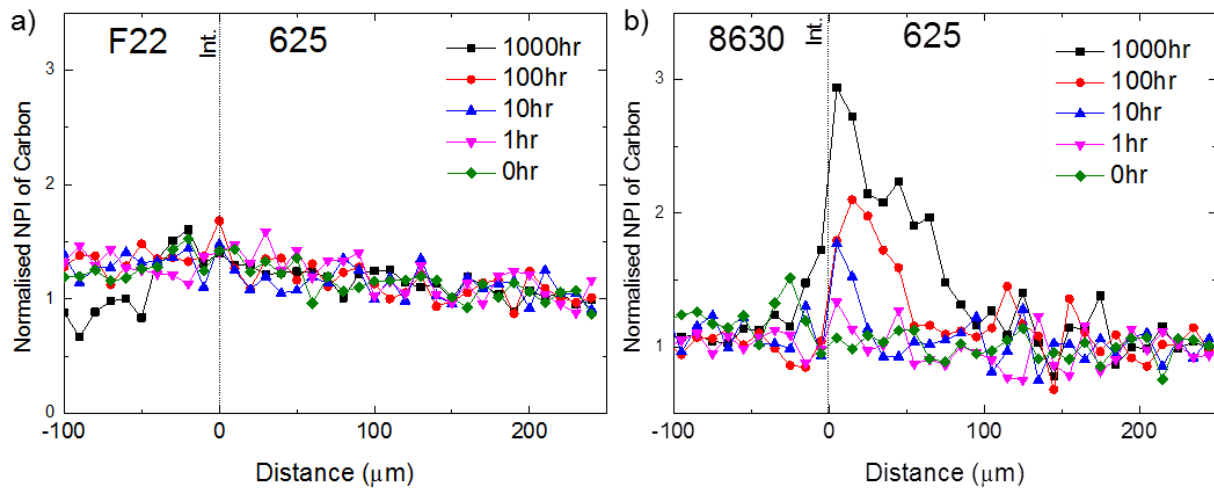 a)
F22
Int.
625
1000hr
100hr
10hr
1hr
0hr
Normalised NPI of Carbon
3
2
1
0
-100
0
100
200
Distance (μm)
b)
8630
Int.
625
1000hr
100hr
10hr
1hr
0hr
Normalised NPI of Carbon
3
2
1
-100
0
100
200
Distance (μm)